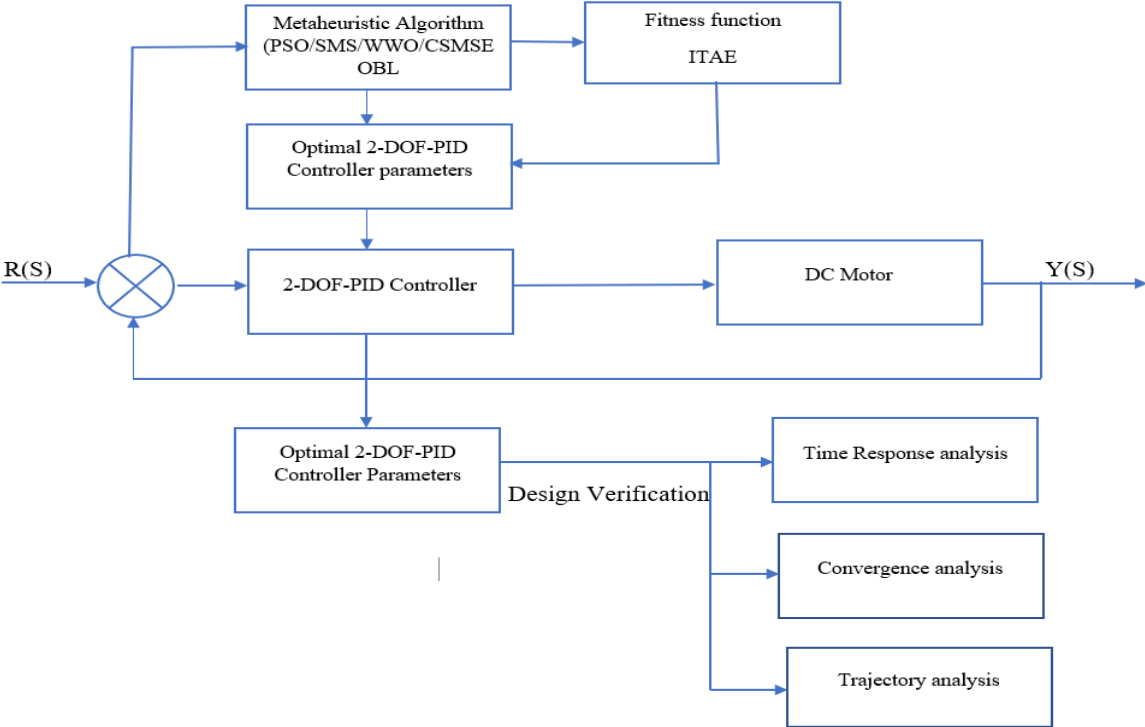 Metaheuristic Algorithm
(PSO/SMS/WWO/CSMSE
OBL
Fitness function
ITAE
Optimal 2-DOF-PID
Controller parameters
R(S)
2-DOF-PID Controller
DC Motor
Y(S)
Optimal 2-DOF-PID
Controller Parameters
Design Verification
Time Response analysis
Convergence analysis
Trajectory analysis